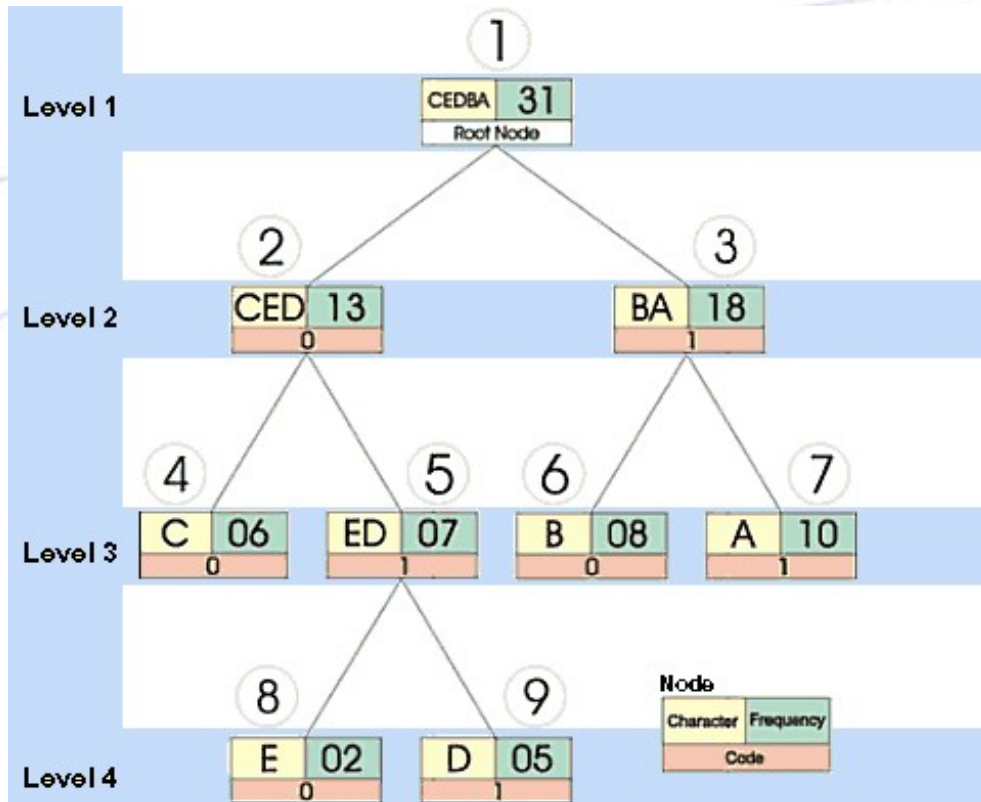 1
Level 1
CEDBA 31
Root Node
2 3
Level 2
CED 13 BA 18
0 1
4 5 6 7
Level 3
C 06 ED 07 B 08 A 10
0 1 0 1
8 9
Node
Character Frequency
Code
Level 4
E 02 D 05
0 1